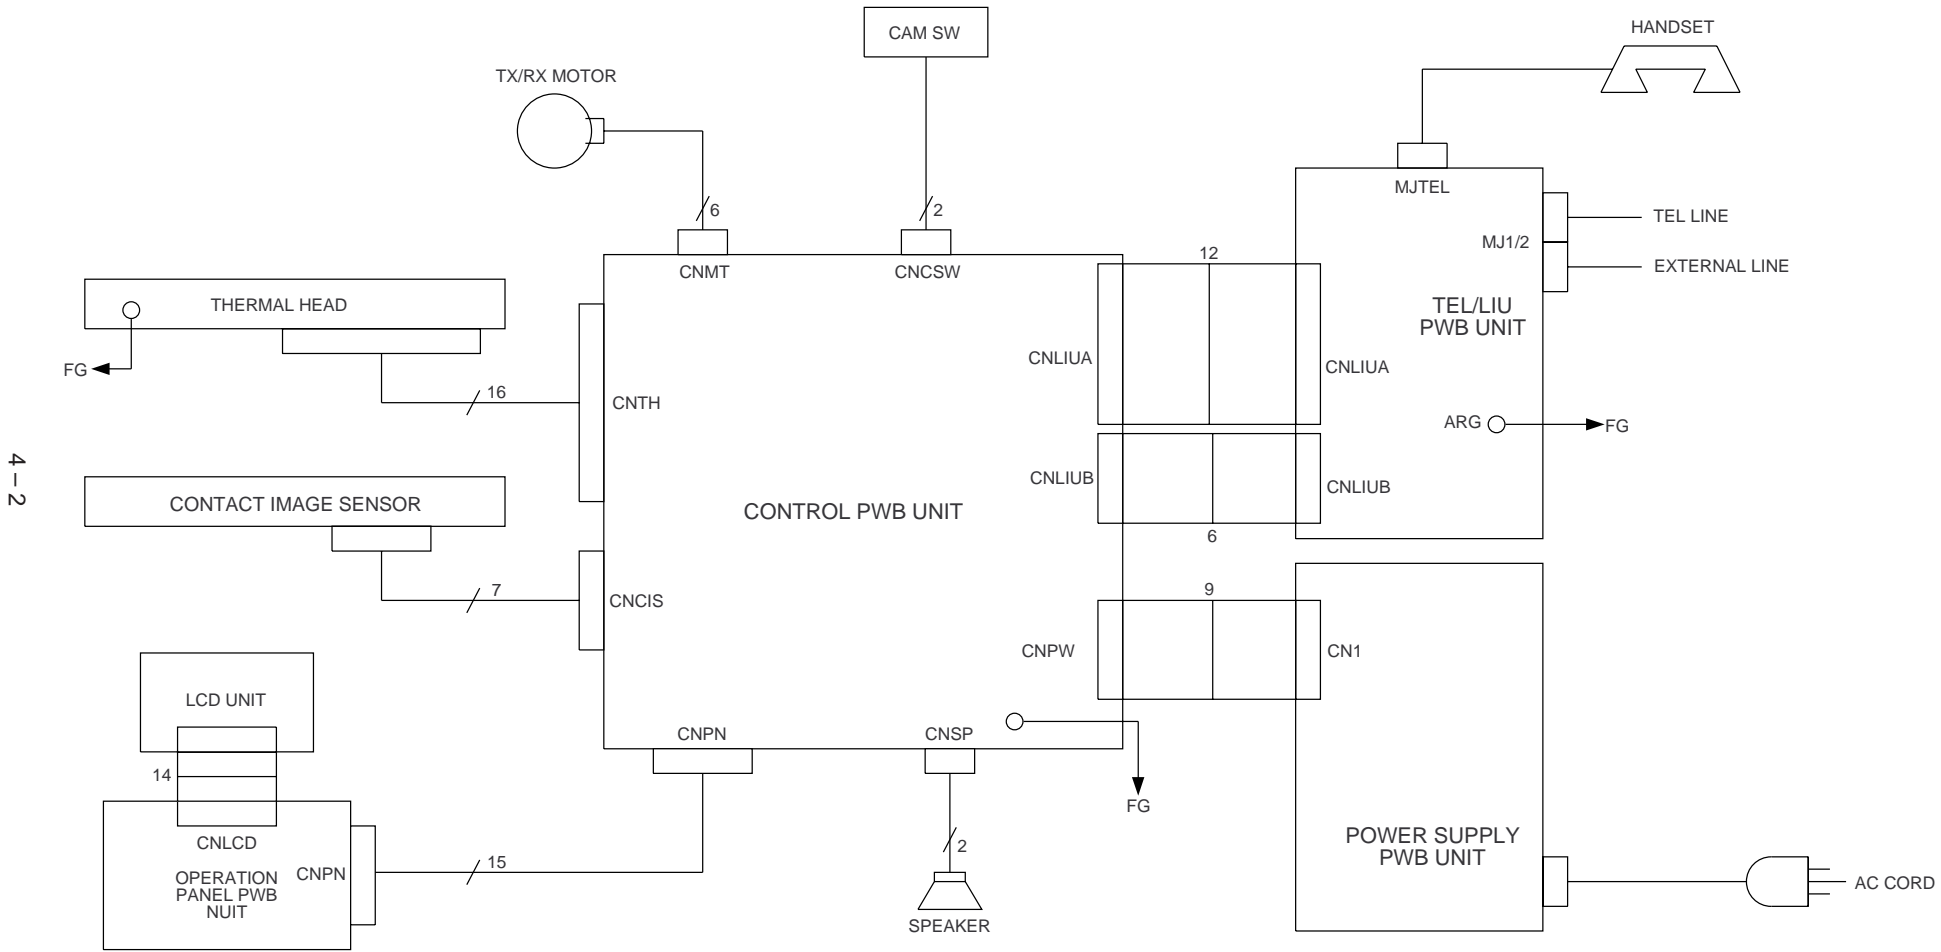 CAM SW
HANDSET
TX/RX MOTOR
MJTEL
6
2
TEL LINE
MJ1/2
12
CNMT
CNCSW
EXTERNAL LINE
THERMAL HEAD
TEL/LIU
PWB UNIT
FG
CNLIUA
CNLIUA
16
CNTH
ARG
FG
4 – 2
CONTACT IMAGE SENSOR
CONTROL PWB UNIT
CNLIUB
CNLIUB
6
7
CNCIS
9
CNPW
CN1
LCD UNIT
CNPN
CNSP
14
FG
CNLCD
OPERATION
PANEL PWB
NUIT
CNPN
15
2
SPEAKER
POWER SUPPLY
PWB UNIT
AC CORD